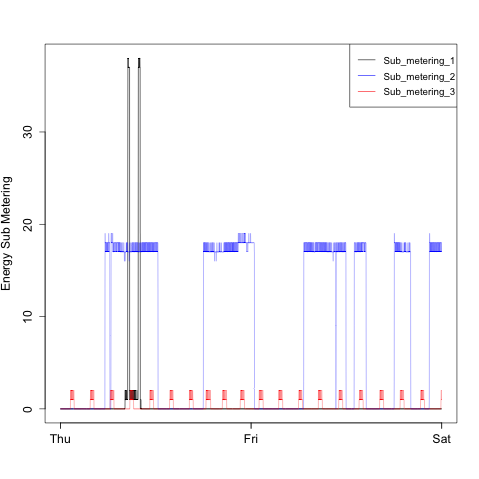 Sub_metering_1
Sub_metering_2
Sub_metering_3
Energy Sub Metering
30
20
10
0
Thu Fri Sat